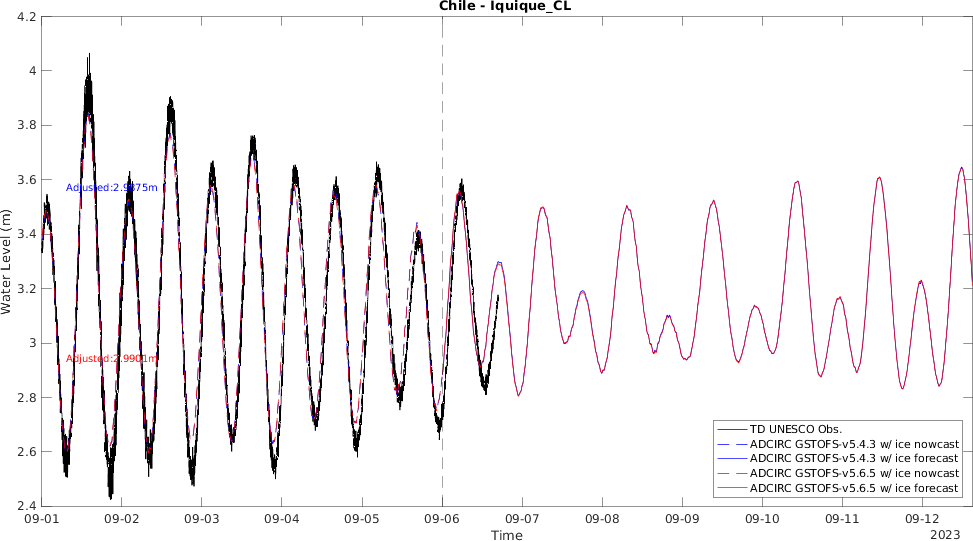 Chile - Iquique_CL
4.2
4
3.8
3.6
3.4
3.2
3
2.8
2.6
2.4
Water Level (m)
Adjusted:2.9875m
Adjusted:2.9901m
TD UNESCO Obs.
ADCIRC GSTOFS-v5.4.3 w/ ice nowcast
ADCIRC GSTOFS-v5.4.3 w/ ice forecast
ADCIRC GSTOFS-v5.6.5 w/ ice nowcast
ADCIRC GSTOFS-v5.6.5 w/ ice forecast
09-01 09-02 09-03 09-04 09-05 09-06 09-07 09-08 09-09 09-10 09-11 09-12
Time
2023